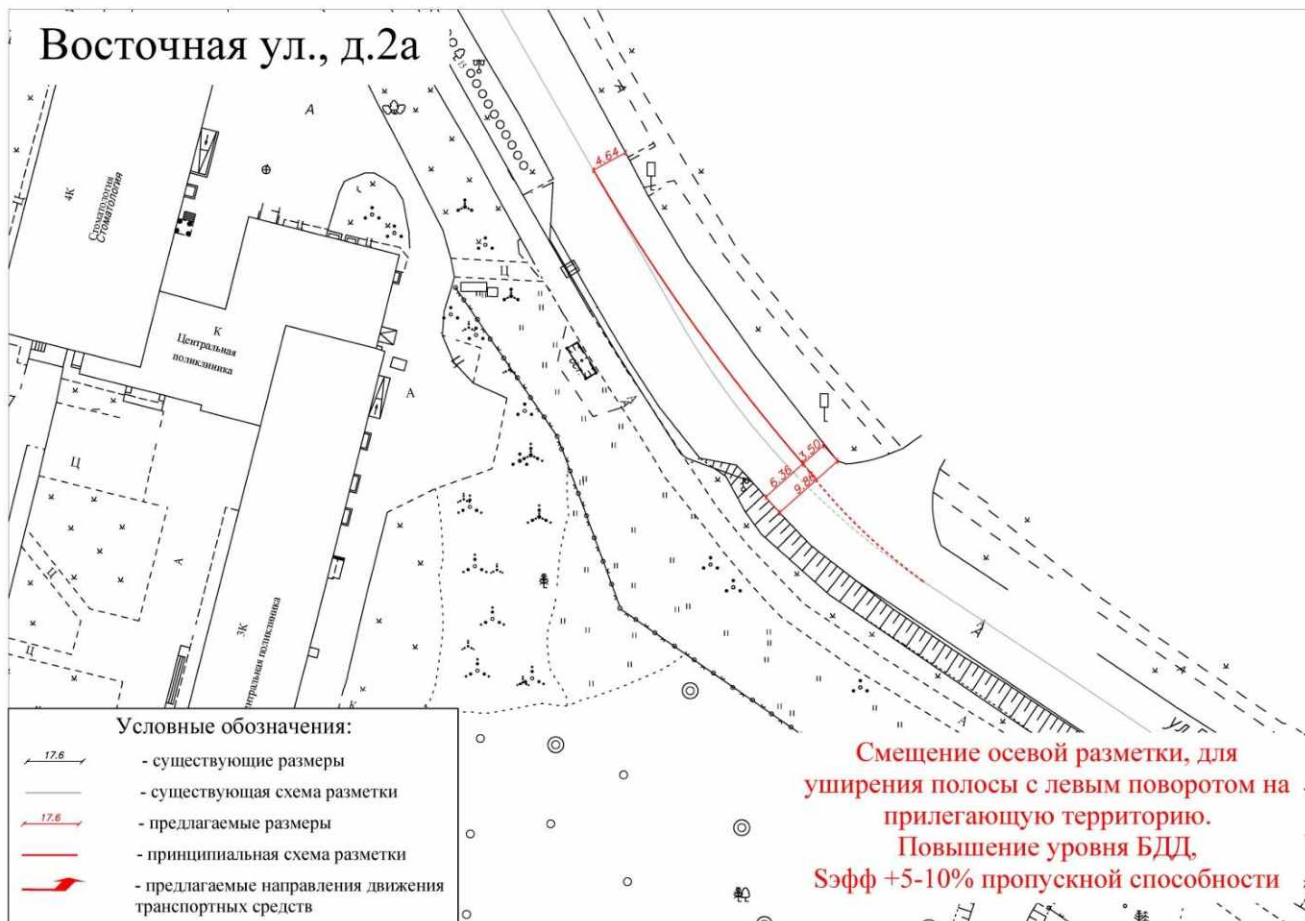 Восточная ул., д.2а
А
15
4.64
4К
Стоматология
Стоматология
Ц
К
Центральная
поликлиника
А
А
Ц
3.50
6.36
9.86
А
Ц
Ц
3К
нтральная поликлиника
К
А
А
ул.
Условные обозначения:
17.6 - существующие размеры
- существующая схема разметки
17.6 - предлагаемые размеры
- принципиальная схема разметки
- предлагаемые направления движения
транспортных средств
Смещение осевой разметки, для
уширения полосы с левым поворотом на
прилегающую территорию.
Повышение уровня БДД,
Sэфф +5-10% пропускной способности